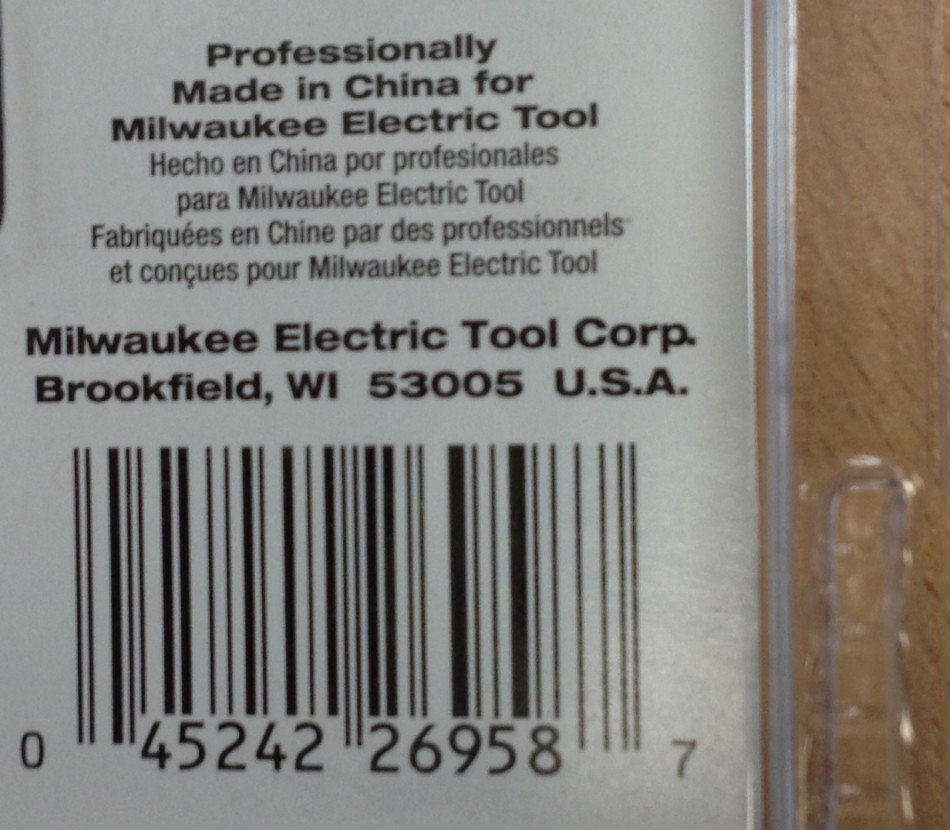 Professionally
Made in China for
Milwaukee Electric Tool
Hecho en China por profesionales
para Milwaukee Electric Tool
Fabriquées en Chine par des professionnels
et conçues pour Milwaukee Electric Tool
Milwaukee Electric Tool Corp.
Brookfield, WI 53005 U.S.A.
0 45242 26958 7